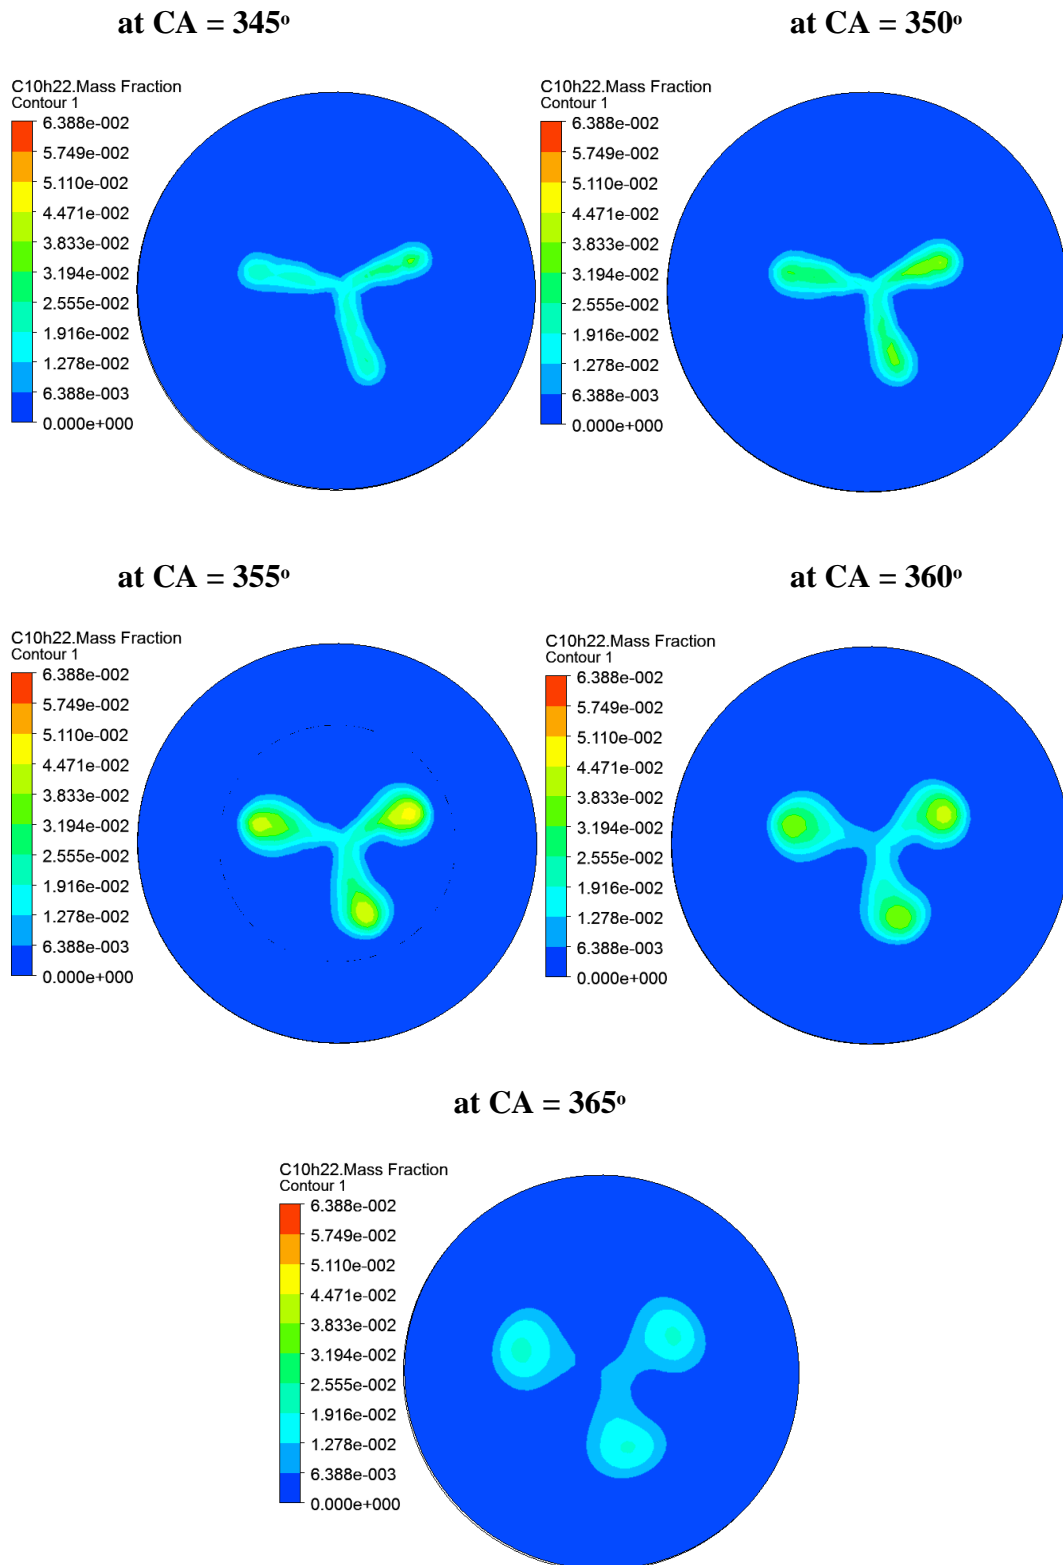 at CA = 345º
C10h22.Mass Fraction
Contour 1
6.388e-002
5.749e-002
5.110e-002
4.471e-002
3.833e-002
3.194e-002
2.555e-002
1.916e-002
1.278e-002
6.388e-003
0.000e+000
at CA = 350º
C10h22.Mass Fraction
Contour 1
6.388e-002
5.749e-002
5.110e-002
4.471e-002
3.833e-002
3.194e-002
2.555e-002
1.916e-002
1.278e-002
6.388e-003
0.000e+000
at CA = 355º
C10h22.Mass Fraction
Contour 1
6.388e-002
5.749e-002
5.110e-002
4.471e-002
3.833e-002
3.194e-002
2.555e-002
1.916e-002
1.278e-002
6.388e-003
0.000e+000
at CA = 360º
C10h22.Mass Fraction
Contour 1
6.388e-002
5.749e-002
5.110e-002
4.471e-002
3.833e-002
3.194e-002
2.555e-002
1.916e-002
1.278e-002
6.388e-003
0.000e+000
at CA = 365º
C10h22.Mass Fraction
Contour 1
6.388e-002
5.749e-002
5.110e-002
4.471e-002
3.833e-002
3.194e-002
2.555e-002
1.916e-002
1.278e-002
6.388e-003
0.000e+000